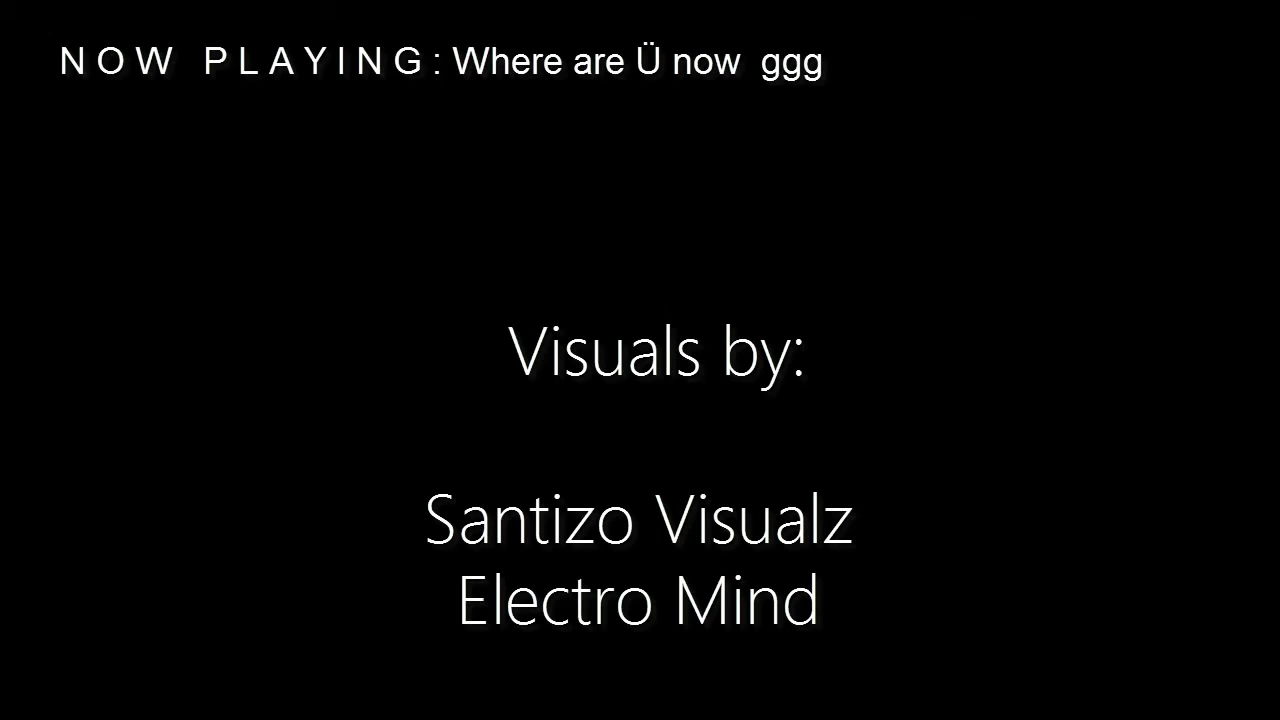 N O W P L A Y I N G : Where are Ü now ggg
Visuals by:
Santizo Visualz
Electro Mind